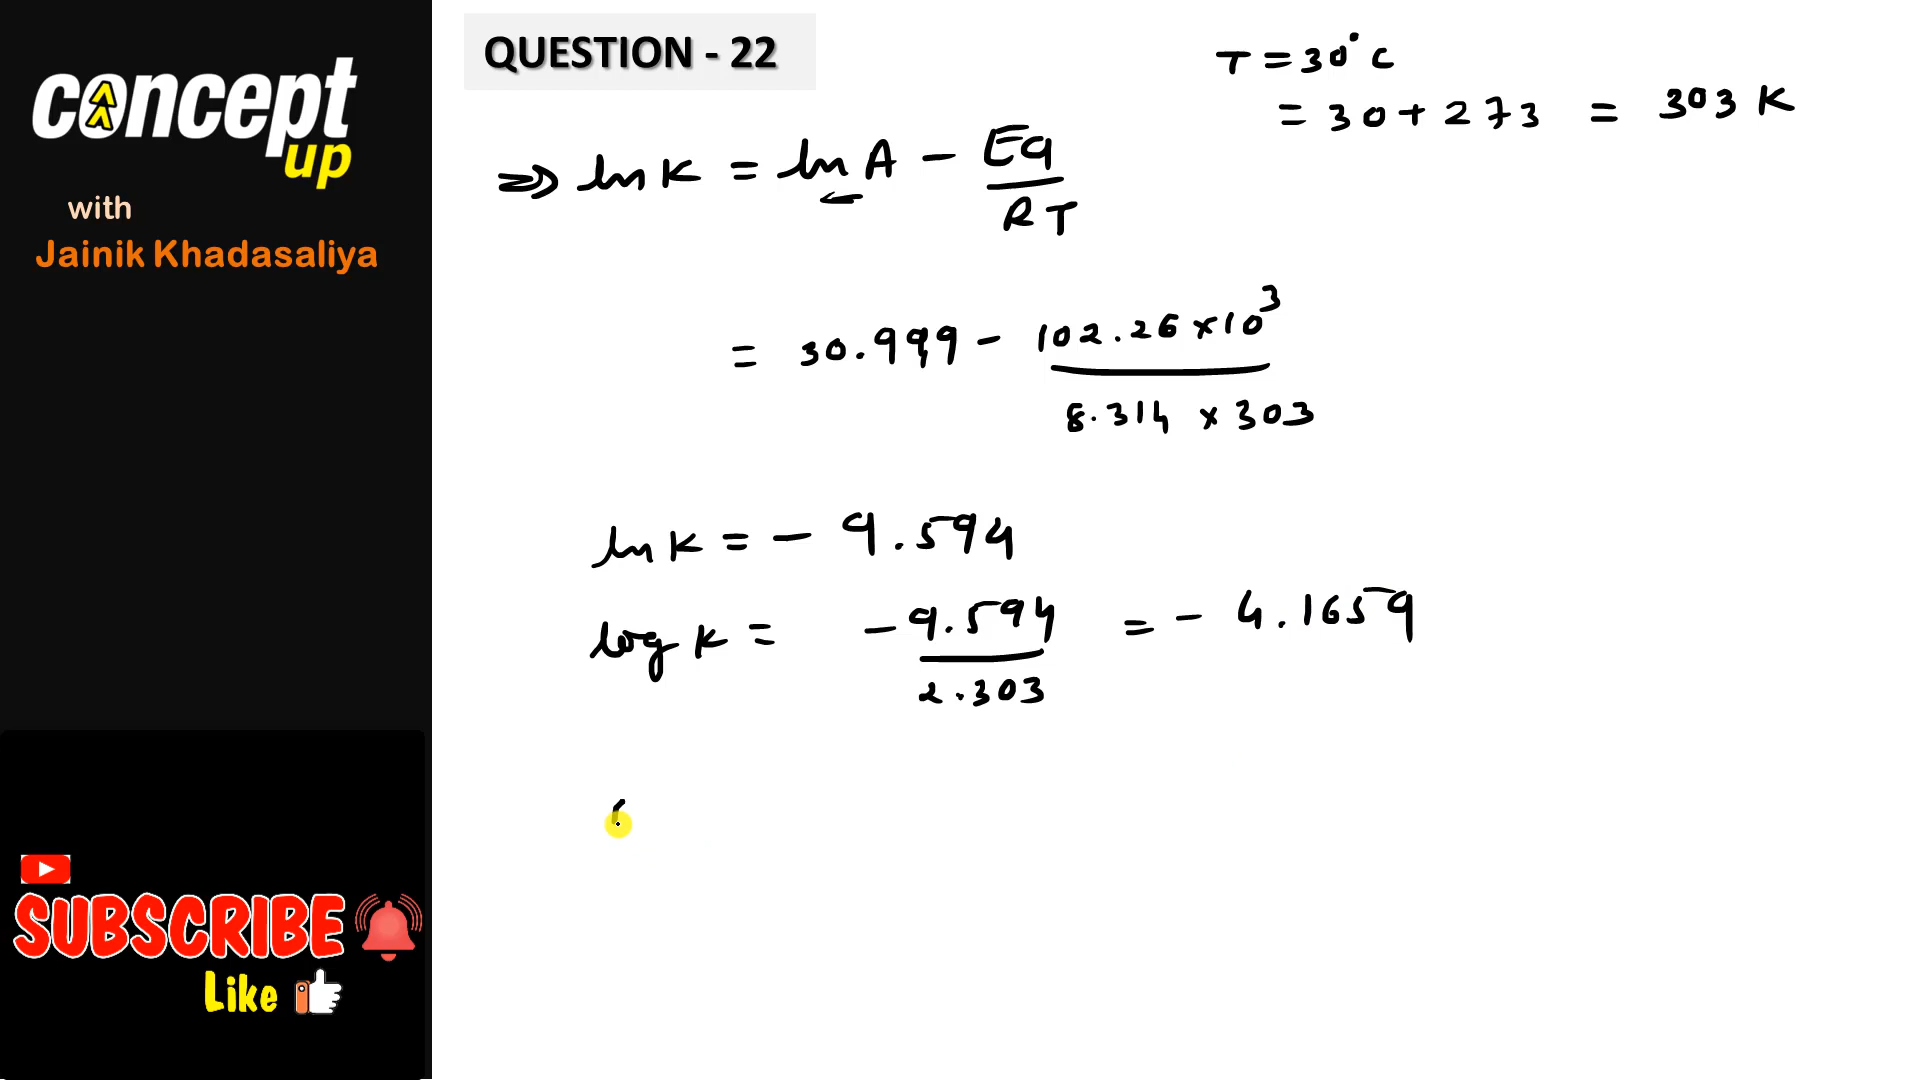 concept
up
with
Jainik Khadasaliya
SUBSCRIBE
Like
QUESTION - 22
T = 30° C
= 30 + 273 = 303 K
⇒ ln K = ln A - Ea / RT
= 30.999 - 102.26 × 10³ / 8.314 × 303
ln K = - 9.594
log K = - 9.594 / 2.303 = - 4.1659